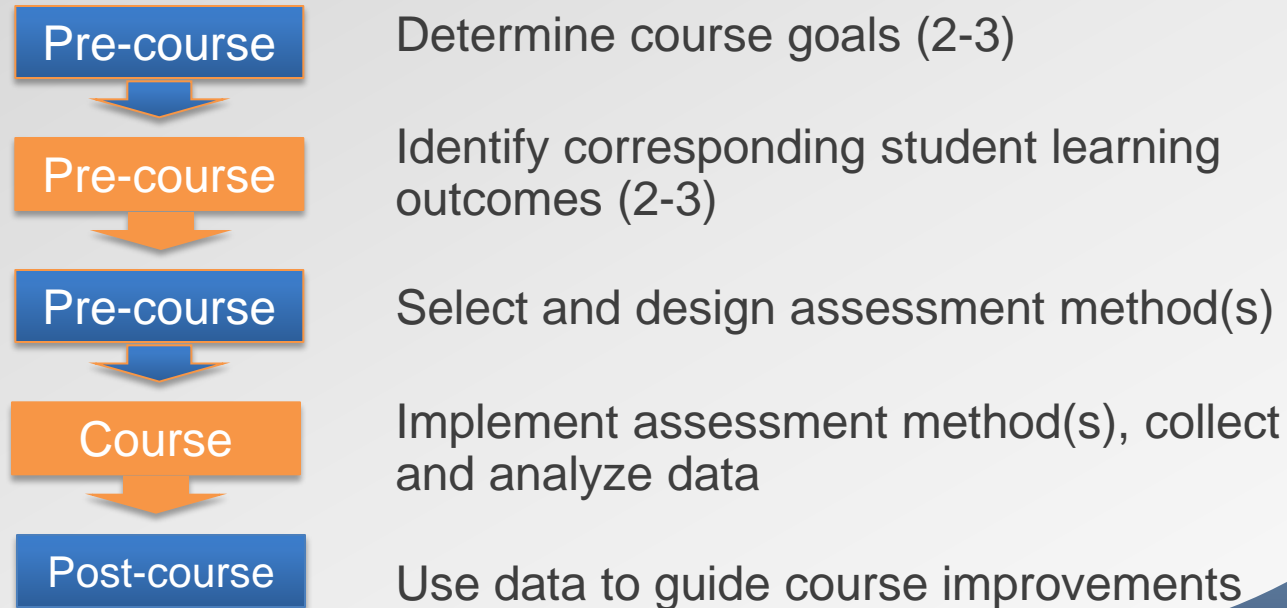 Pre-course
Determine course goals (2-3)
Pre-course
Identify corresponding student learning
outcomes (2-3)
Pre-course
Select and design assessment method(s)
Course
Implement assessment method(s), collect
and analyze data
Post-course
Use data to guide course improvements